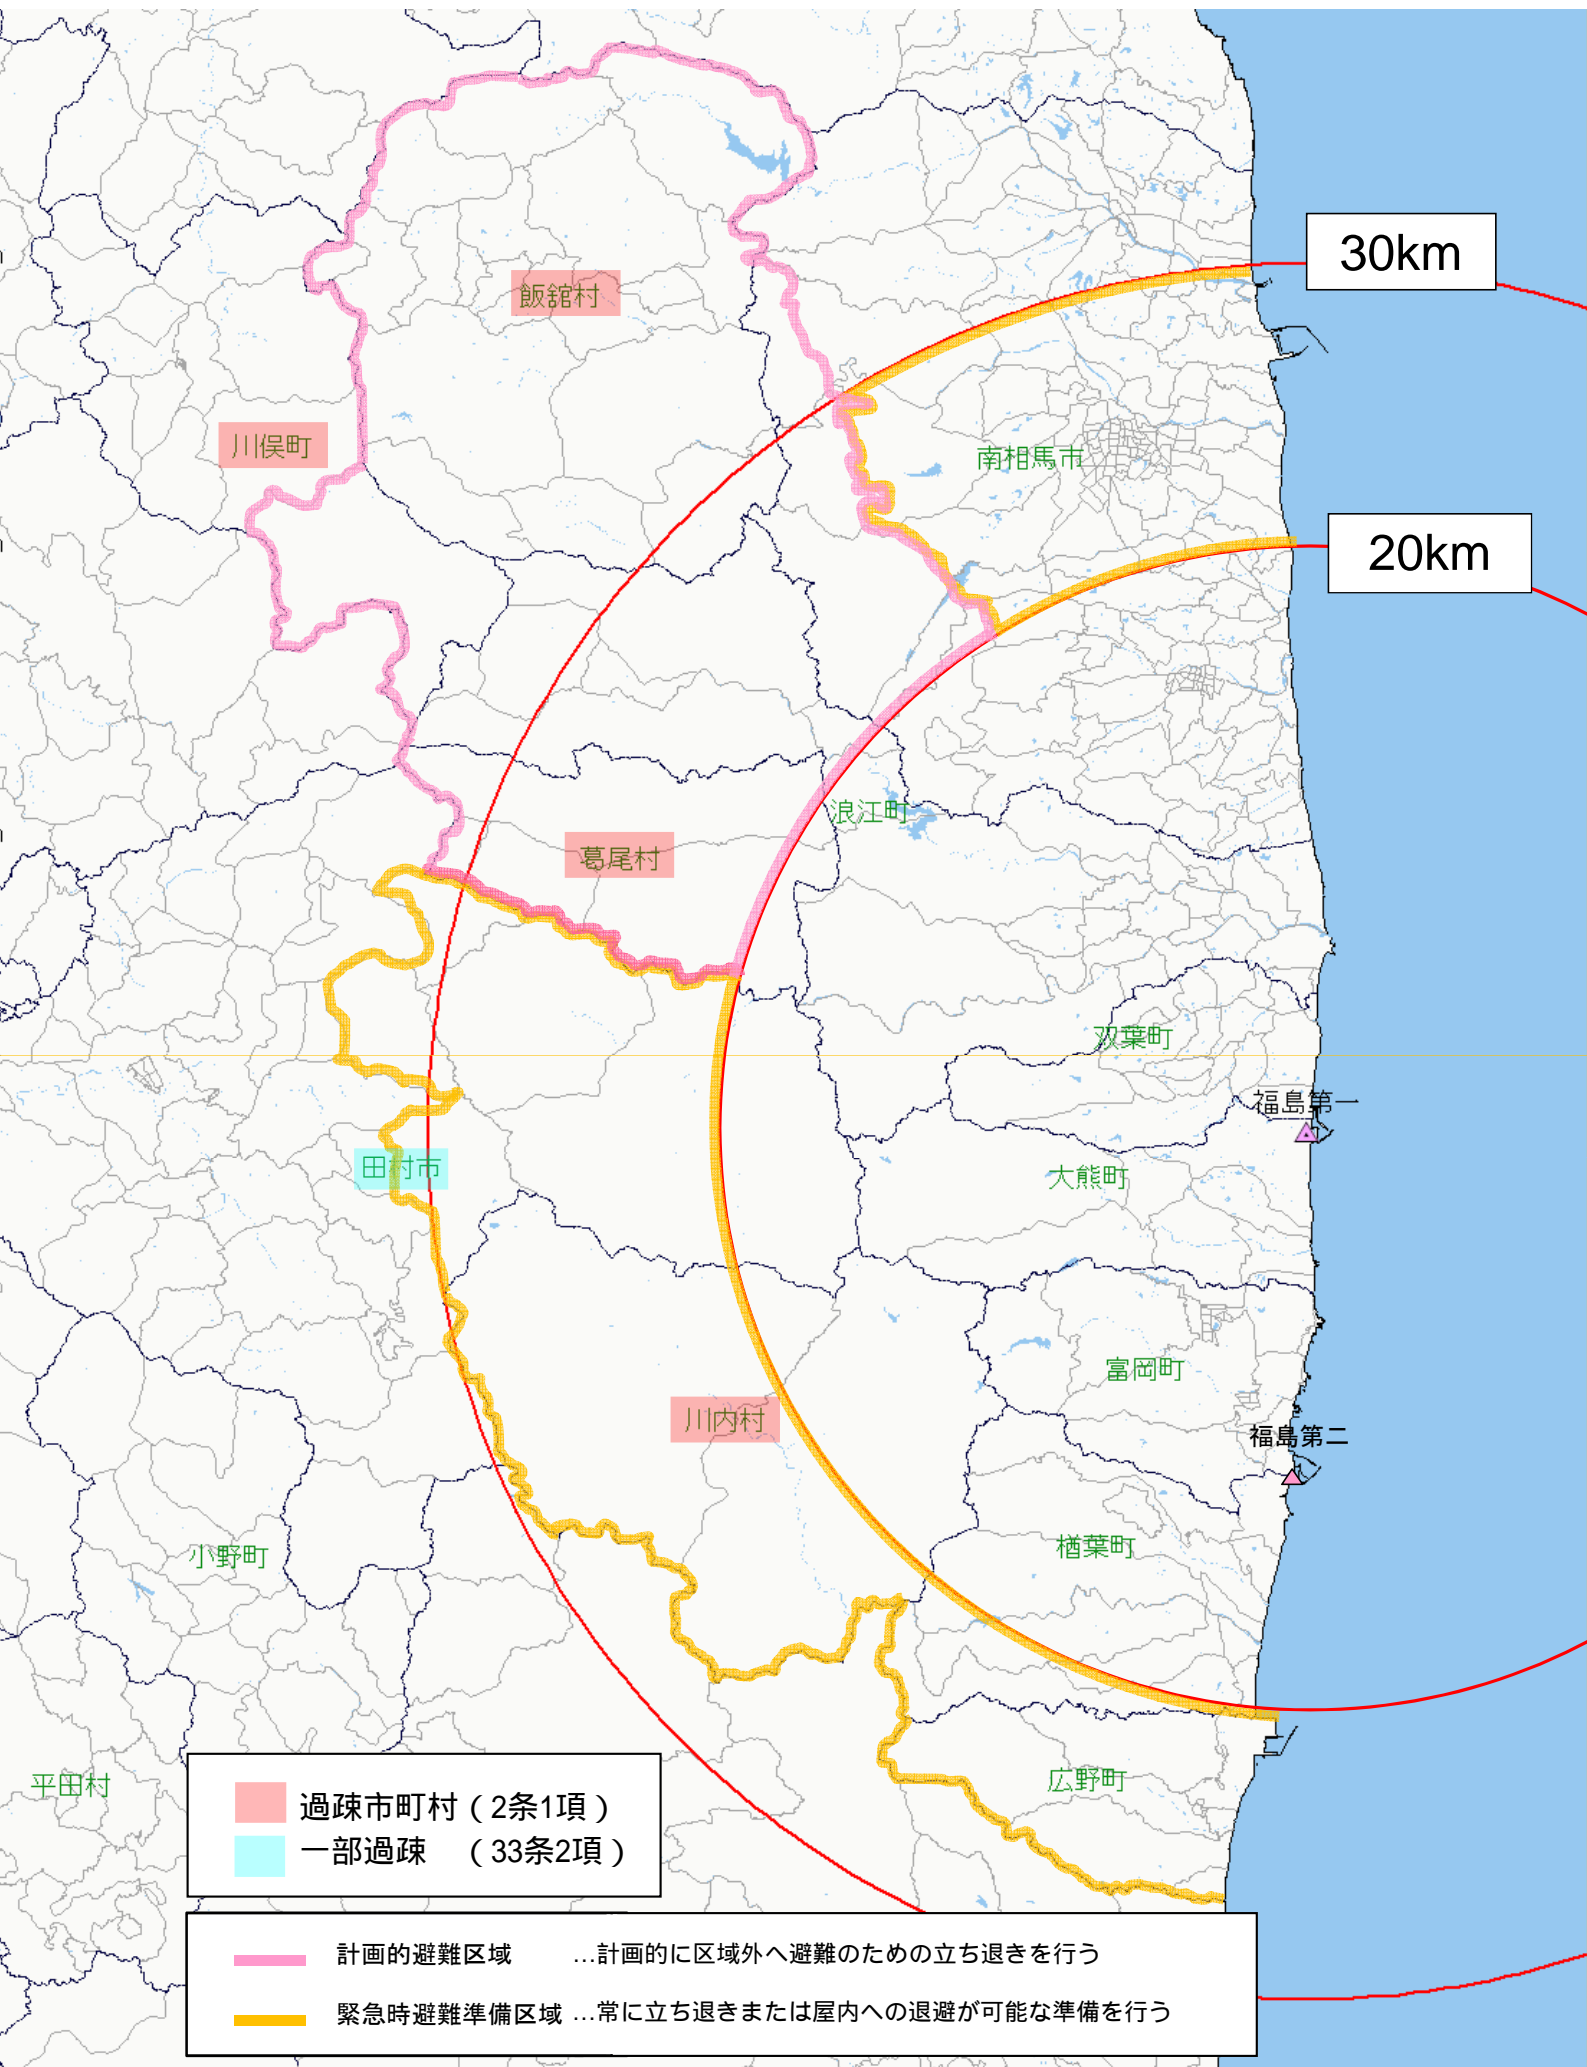 30km
飯舘村
川俣町
南相馬市
20km
浪江町
葛尾村
双葉町
福島第一
田村市
大熊町
富岡町
川内村
福島第二
小野町
楢葉町
平田村
広野町
過疎市町村（2条1項）
一部過疎　（33条2項）
計画的避難区域　…計画的に区域外へ避難のための立ち退きを行う
緊急時避難準備区域 …常に立ち退きまたは屋内への退避が可能な準備を行う